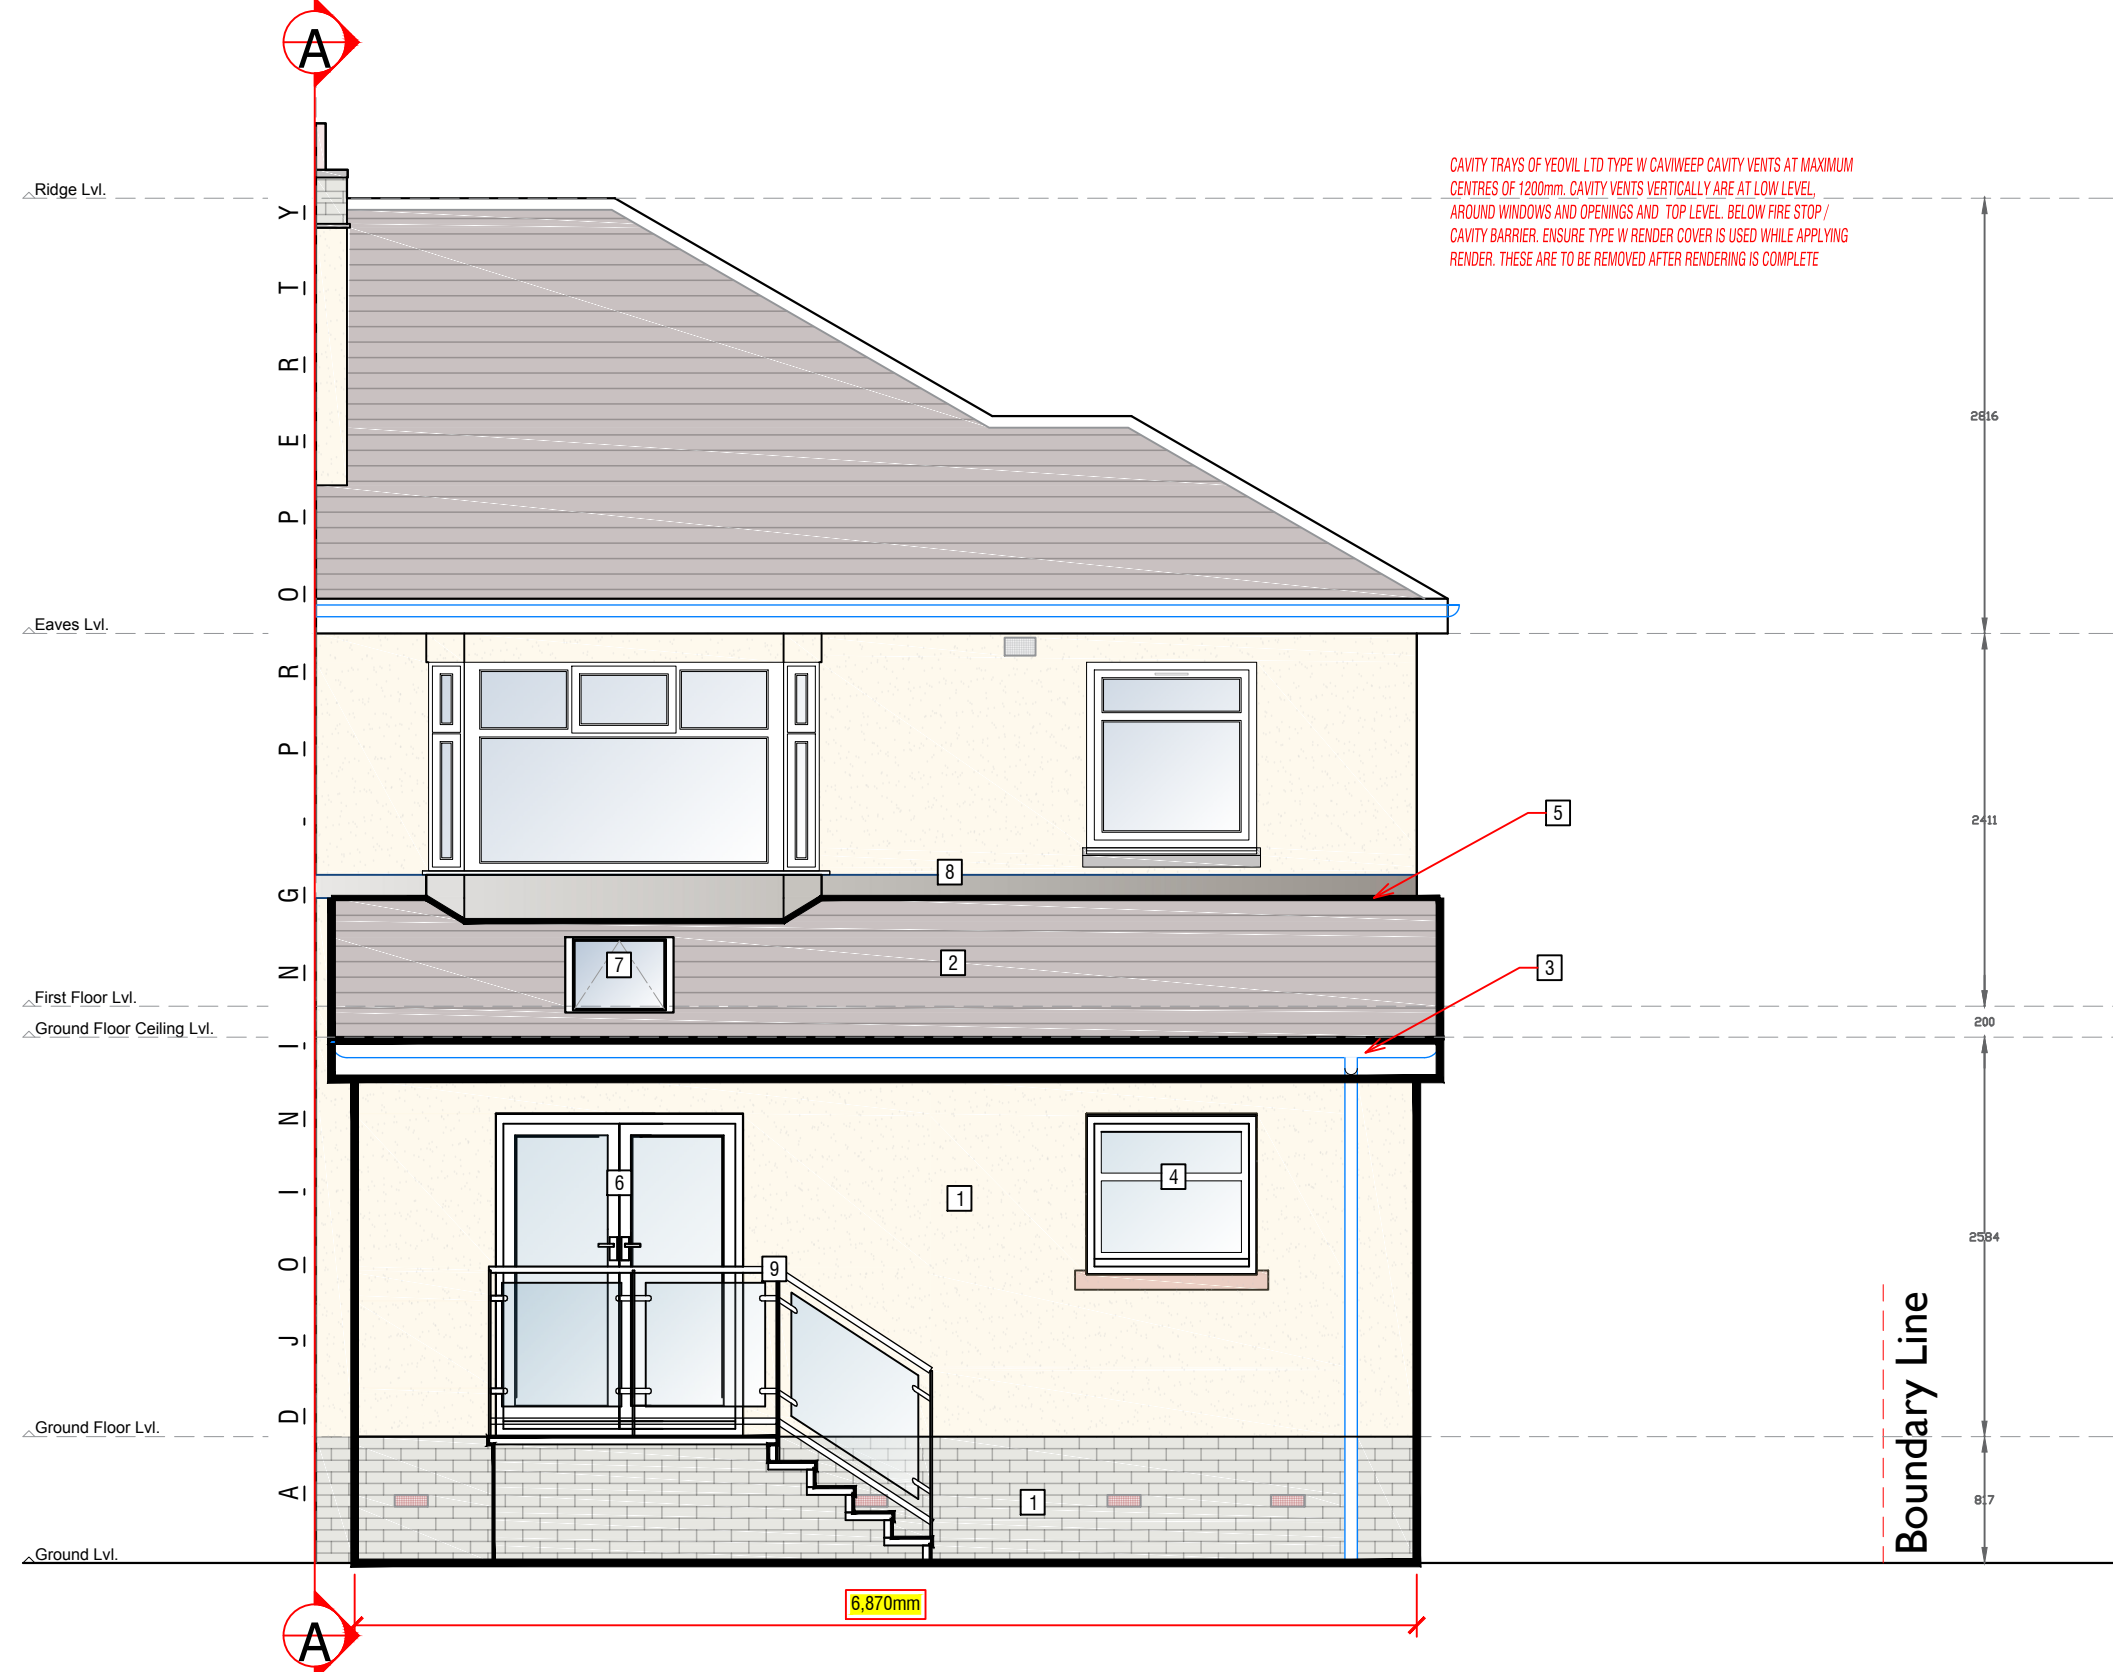 A
CAVITY TRAYS OF YEOVIL LTD TYPE W CAVIWEEP CAVITY VENTS AT MAXIMUM
CENTRES OF 1200mm. CAVITY VENTS VERTICALLY ARE AT LOW LEVEL,
AROUND WINDOWS AND OPENINGS AND TOP LEVEL. BELOW FIRE STOP /
CAVITY BARRIER. ENSURE TYPE W RENDER COVER IS USED WHILE APPLYING
RENDER. THESE ARE TO BE REMOVED AFTER RENDERING IS COMPLETE
Ridge Lvl.
ADJOINING - PROPERTY
2816
Eaves Lvl.
5
2411
8
7
2
3
First Floor Lvl.
200
Ground Floor Ceiling Lvl.
6
4
1
2584
9
Boundary Line
Ground Floor Lvl.
1
817
Ground Lvl.
6,870mm
A